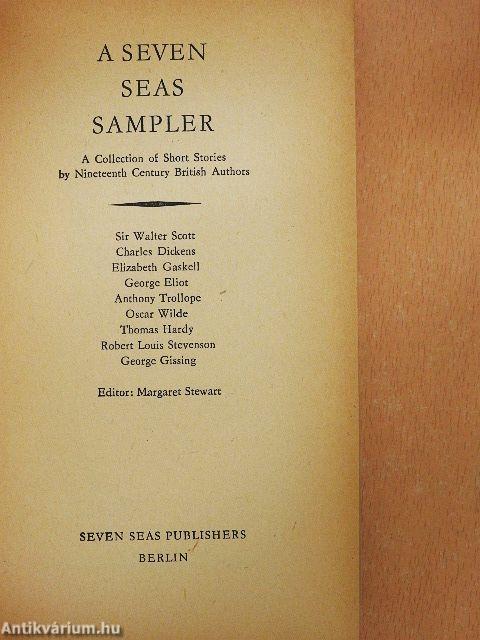 A SEVEN
SEAS
SAMPLER
A Collection of Short Stories
by Nineteenth Century British Authors
Sir Walter Scott
Charles Dickens
Elizabeth Gaskell
George Eliot
Anthony Trollope
Oscar Wilde
Thomas Hardy
Robert Louis Stevenson
George Gissing
Editor: Margaret Stewart
SEVEN SEAS PUBLISHERS
BERLIN
Antikvárium.hu